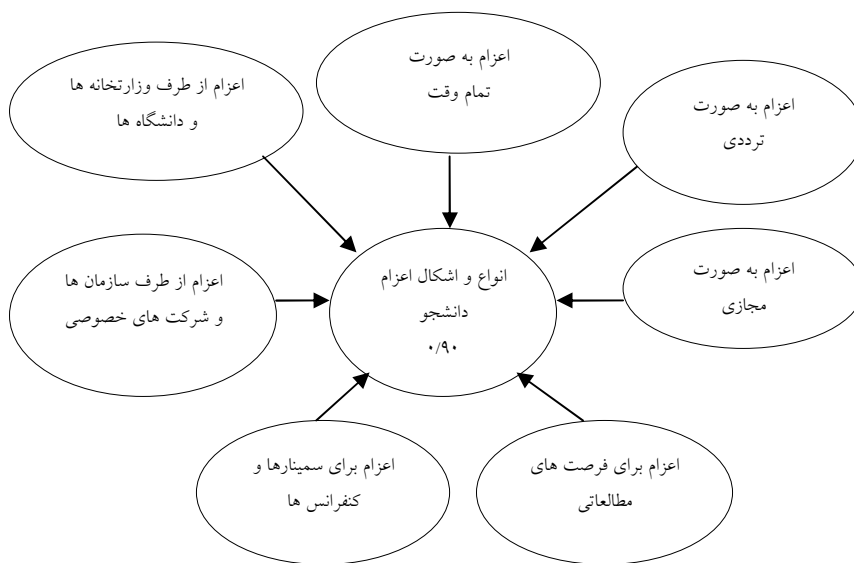 اعزام به صورت
تمام وقت
اعزام از طرف وزارتخانه ها
و دانشگاه ها
اعزام به صورت
ترددی
انواع و اشکال اعزام
دانشجو
۰/۹۰
اعزام از طرف سازمان ها
و شرکت های خصوصی
اعزام به صورت
مجازی
اعزام برای سمینارها و
کنفرانس ها
اعزام برای فرصت های
مطالعاتی